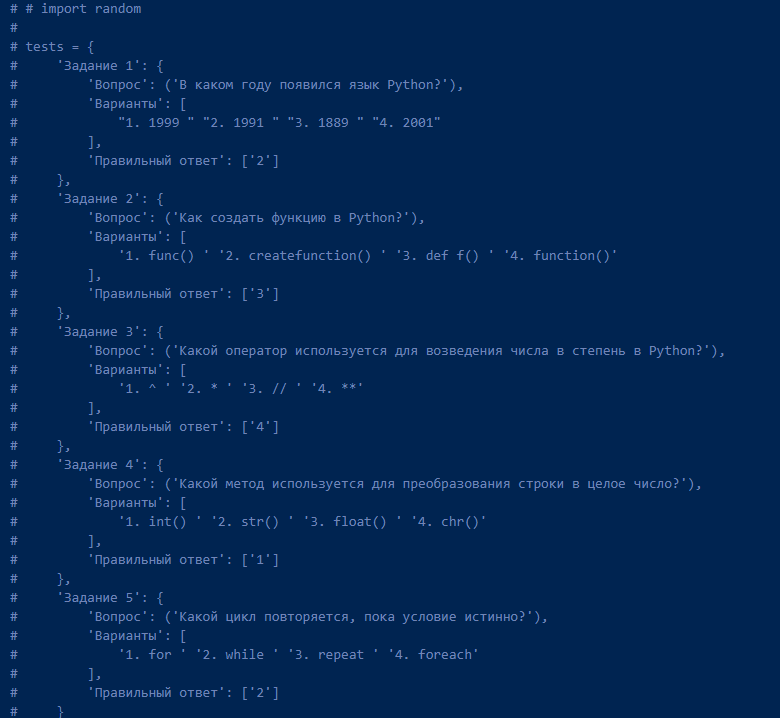 # # import random
#
# tests = {
#     'Задание 1': {
#         'Вопрос': ('В каком году появился язык Python?'),
#         'Варианты': [
#             "1. 1999 " "2. 1991 " "3. 1889 " "4. 2001"
#         ],
#         'Правильный ответ': ['2']
#     },
#     'Задание 2': {
#         'Вопрос': ('Как создать функцию в Python?'),
#         'Варианты': [
#             '1. func() ' '2. createfunction() ' '3. def f() ' '4. function()'
#         ],
#         'Правильный ответ': ['3']
#     },
#     'Задание 3': {
#         'Вопрос': ('Какой оператор используется для возведения числа в степень в Python?'),
#         'Варианты': [
#             '1. ^ ' '2. * ' '3. // ' '4. **'
#         ],
#         'Правильный ответ': ['4']
#     },
#     'Задание 4': {
#         'Вопрос': ('Какой метод используется для преобразования строки в целое число?'),
#         'Варианты': [
#             '1. int() ' '2. str() ' '3. float() ' '4. chr()'
#         ],
#         'Правильный ответ': ['1']
#     },
#     'Задание 5': {
#         'Вопрос': ('Какой цикл повторяется, пока условие истинно?'),
#         'Варианты': [
#             '1. for ' '2. while ' '3. repeat ' '4. foreach'
#         ],
#         'Правильный ответ': ['2']
#     }